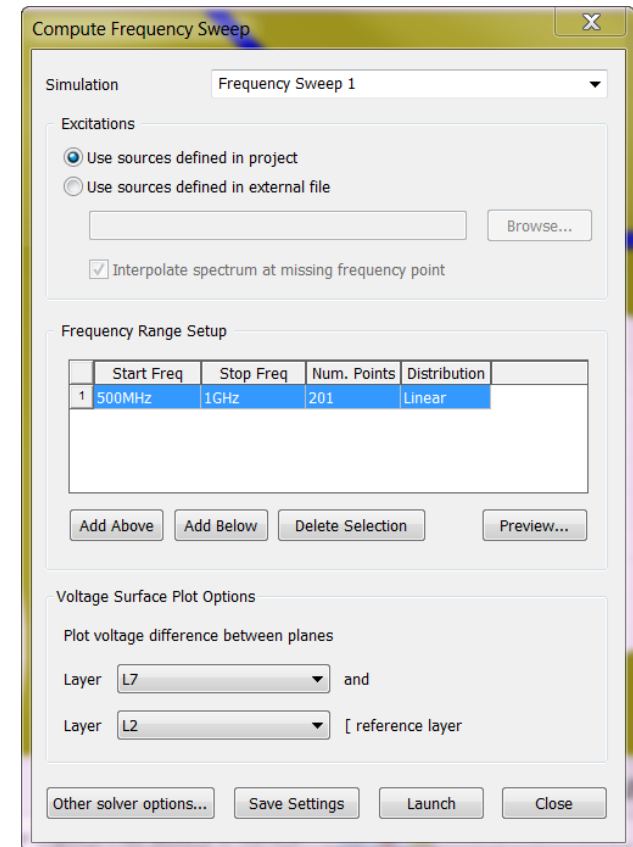 Compute Frequency Sweep
Simulation Frequency Sweep 1
Excitations
Use sources defined in project
Use sources defined in external file
Browse...
Interpolate spectrum at missing frequency point
Frequency Range Setup
Start Freq Stop Freq Num. Points Distribution
1 500MHz 1GHz 201 Linear
Add Above Add Below Delete Selection Preview...
Voltage Surface Plot Options
Plot voltage difference between planes
Layer L7 and
Layer L2 [ reference layer
Other solver options... Save Settings Launch Close